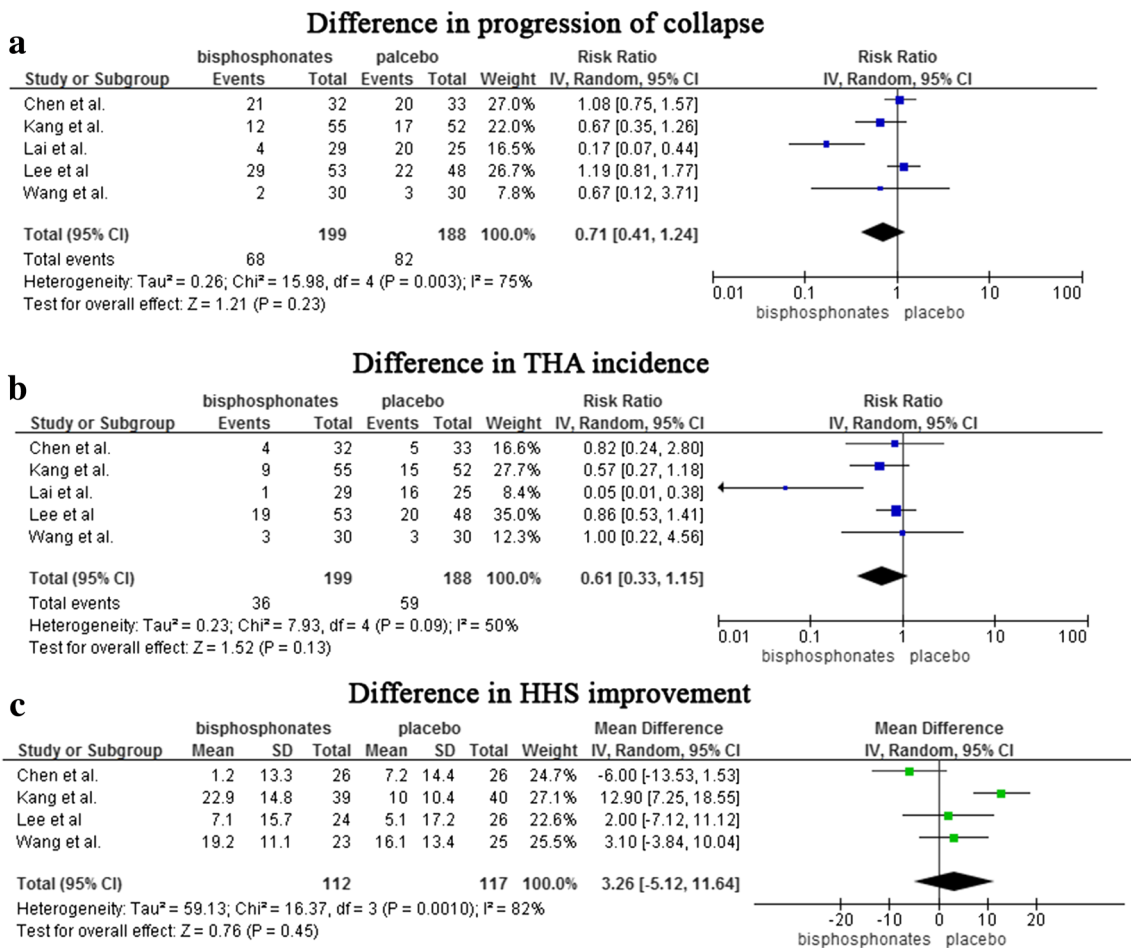 Difference in progression of collapse
a
bisphosphonates palcebo Risk Ratio Risk Ratio
Study or Subgroup Events Total Events Total Weight IV, Random, 95% CI IV, Random, 95% CI
Chen et al. 21 32 20 33 27.0% 1.08 [0.75, 1.57]
Kang et al. 12 55 17 52 22.0% 0.67 [0.35, 1.26]
Lai et al. 4 29 20 25 16.5% 0.17 [0.07, 0.44]
Lee et al 29 53 22 48 26.7% 1.19 [0.81, 1.77]
Wang et al. 2 30 3 30 7.8% 0.67 [0.12, 3.71]
Total (95% CI) 199 188 100.0% 0.71 [0.41, 1.24]
Total events 68 82
Heterogeneity: Tau² = 0.26; Chi² = 15.98, df = 4 (P = 0.003); I² = 75%
Test for overall effect: Z = 1.21 (P = 0.23)
0.01 0.1 1 10 100
bisphosphonates placebo
Difference in THA incidence
b
bisphosphonates placebo Risk Ratio Risk Ratio
Study or Subgroup Events Total Events Total Weight IV, Random, 95% CI IV, Random, 95% CI
Chen et al. 4 32 5 33 16.6% 0.82 [0.24, 2.80]
Kang et al. 9 55 15 52 27.7% 0.57 [0.27, 1.18]
Lai et al. 1 29 16 25 8.4% 0.05 [0.01, 0.38]
Lee et al 19 53 20 48 35.0% 0.86 [0.53, 1.41]
Wang et al. 3 30 3 30 12.3% 1.00 [0.22, 4.56]
Total (95% CI) 199 188 100.0% 0.61 [0.33, 1.15]
Total events 36 59
Heterogeneity: Tau² = 0.23; Chi² = 7.93, df = 4 (P = 0.09); I² = 50%
Test for overall effect: Z = 1.52 (P = 0.13)
0.01 0.1 1 10 100
bisphosphonates placebo
Difference in HHS improvement
c
bisphosphonates placebo Mean Difference Mean Difference
Study or Subgroup Mean SD Total Mean SD Total Weight IV, Random, 95% CI IV, Random, 95% CI
Chen et al. 1.2 13.3 26 7.2 14.4 26 24.7% -6.00 [-13.53, 1.53]
Kang et al. 22.9 14.8 39 10 10.4 40 27.1% 12.90 [7.25, 18.55]
Lee et al 7.1 15.7 24 5.1 17.2 26 22.6% 2.00 [-7.12, 11.12]
Wang et al. 19.2 11.1 23 16.1 13.4 25 25.5% 3.10 [-3.84, 10.04]
Total (95% CI) 112 117 100.0% 3.26 [-5.12, 11.64]
Heterogeneity: Tau² = 59.13; Chi² = 16.37, df = 3 (P = 0.0010); I² = 82%
Test for overall effect: Z = 0.76 (P = 0.45)
-20 -10 0 10 20
bisphosphonates placebo